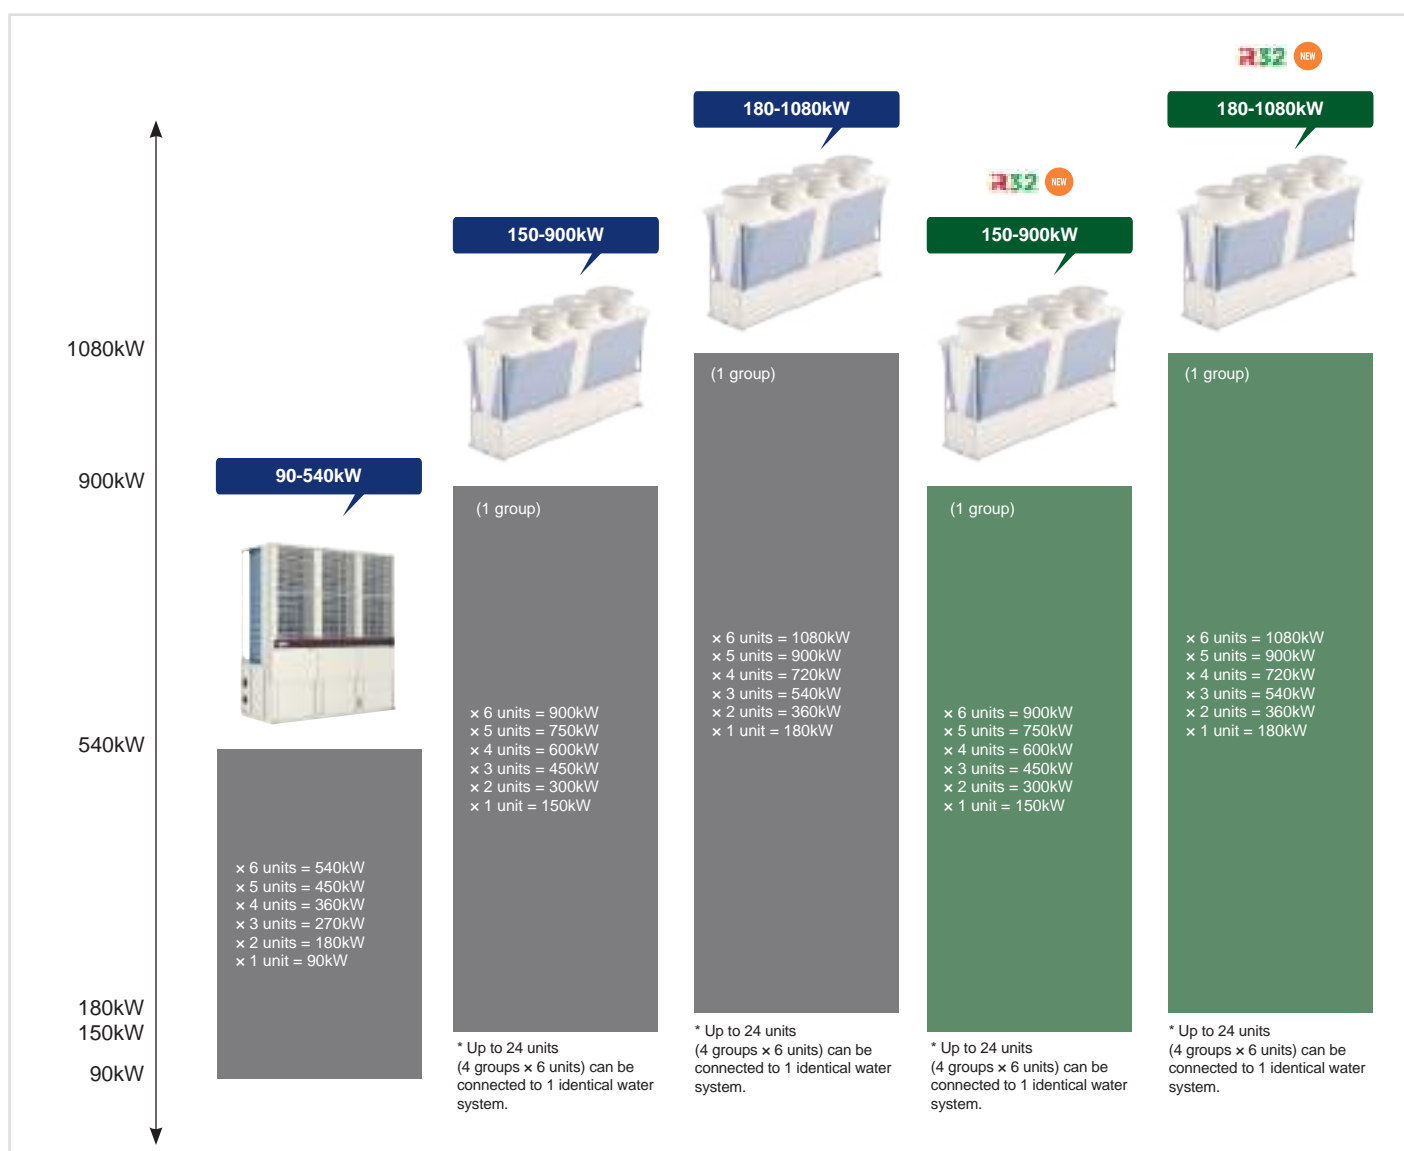 1080kW
900kW
540kW
180kW
150kW
90kW
90-540kW
× 6 units = 540kW
× 5 units = 450kW
× 4 units = 360kW
× 3 units = 270kW
× 2 units = 180kW
× 1 unit = 90kW
150-900kW
(1 group)
× 6 units = 900kW
× 5 units = 750kW
× 4 units = 600kW
× 3 units = 450kW
× 2 units = 300kW
× 1 unit = 150kW
* Up to 24 units
(4 groups × 6 units) can be
connected to 1 identical water
system.
180-1080kW
(1 group)
× 6 units = 1080kW
× 5 units = 900kW
× 4 units = 720kW
× 3 units = 540kW
× 2 units = 360kW
× 1 unit = 180kW
* Up to 24 units
(4 groups × 6 units) can be
connected to 1 identical water
system.
R32 NEW
150-900kW
(1 group)
× 6 units = 900kW
× 5 units = 750kW
× 4 units = 600kW
× 3 units = 450kW
× 2 units = 300kW
× 1 unit = 150kW
* Up to 24 units
(4 groups × 6 units) can be
connected to 1 identical water
system.
R32 NEW
180-1080kW
(1 group)
× 6 units = 1080kW
× 5 units = 900kW
× 4 units = 720kW
× 3 units = 540kW
× 2 units = 360kW
× 1 unit = 180kW
* Up to 24 units
(4 groups × 6 units) can be
connected to 1 identical water
system.